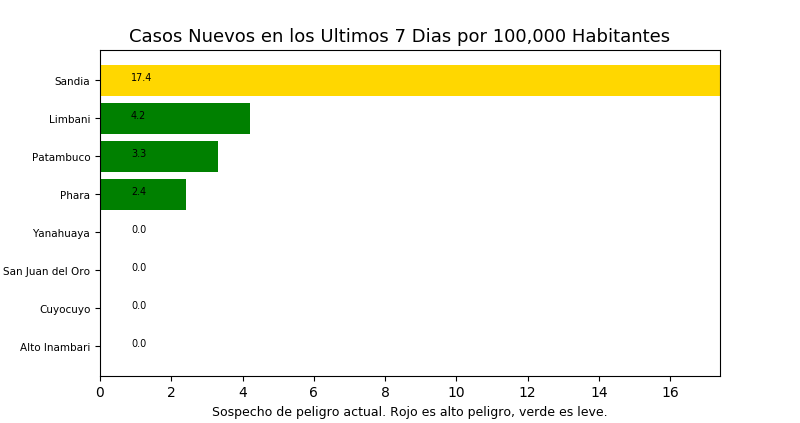 Casos Nuevos en los Ultimos 7 Dias por 100,000 Habitantes
Sandia 17.4
Limbani 4.2
Patambuco 3.3
Phara 2.4
Yanahuaya 0.0
San Juan del Oro 0.0
Cuyocuyo 0.0
Alto Inambari 0.0
0 2 4 6 8 10 12 14 16
Sospecho de peligro actual. Rojo es alto peligro, verde es leve.